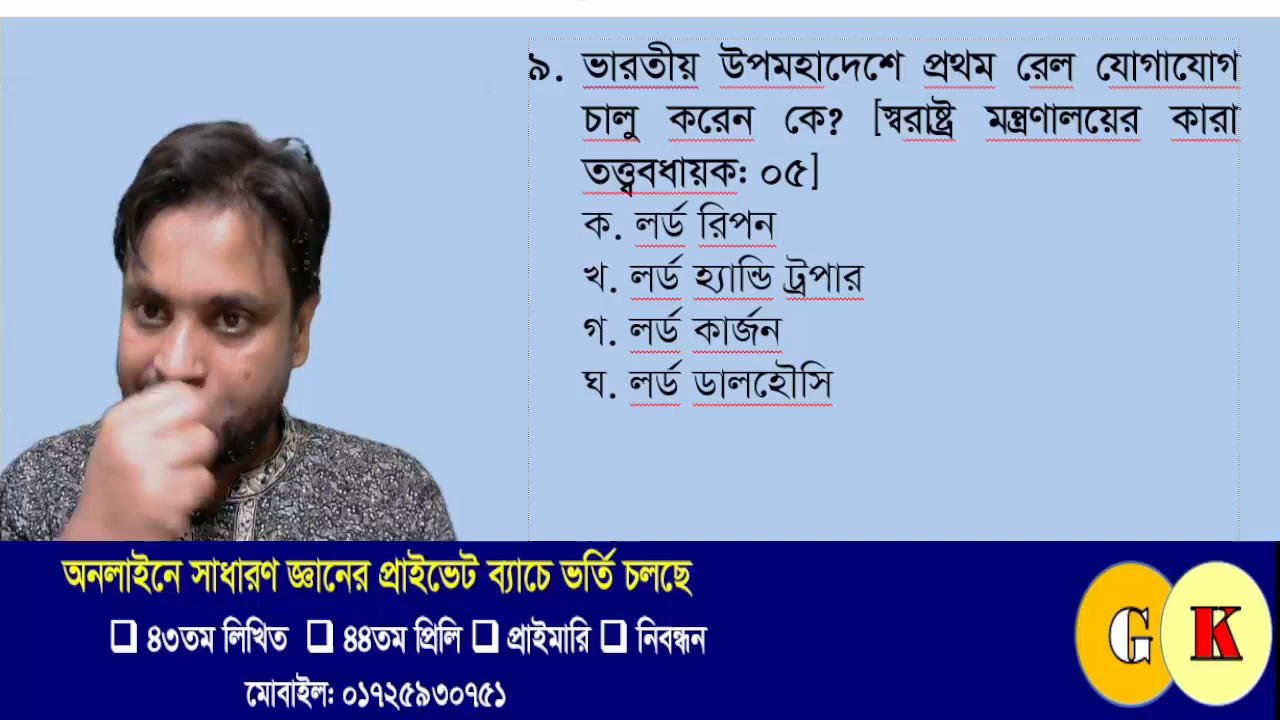 ৯. ভারতীয় উপমহাদেশে প্রথম রেল যোগাযোগ
চালু করেন কে? [স্বরাষ্ট্র মন্ত্রণালয়ের কারা
তত্ত্ববধায়ক: ০৫]
ক. লর্ড রিপন
খ. লর্ড হ্যান্ডি ট্রপার
গ. লর্ড কার্জন
ঘ. লর্ড ডালহৌসি
অনলাইনে সাধারণ জ্ঞানের প্রাইভেট ব্যাচে ভর্তি চলছে
❑ ৪৩তম লিখিত ❑ ৪৪তম প্রিলি ❑ প্রাইমারি ❑ নিবন্ধন
মোবাইল: ০১৭২৫৯৩০৭৫১
G K